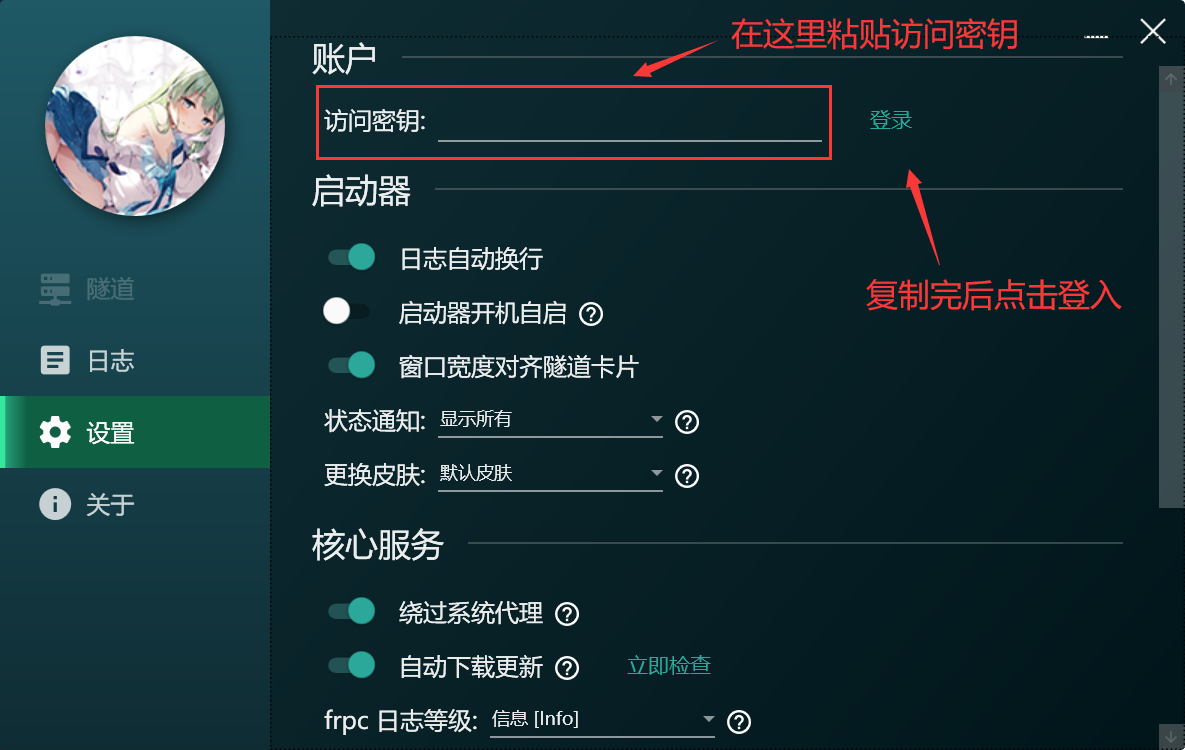 在这里粘贴访问密钥
账户
访问密钥:
登录
启动器
日志自动换行
复制完后点击登入
启动器开机自启
窗口宽度对齐隧道卡片
状态通知: 显示所有
更换皮肤: 默认皮肤
核心服务
绕过系统代理
自动下载更新 立即检查
frpc 日志等级: 信息 [Info]
隧道
日志
设置
关于